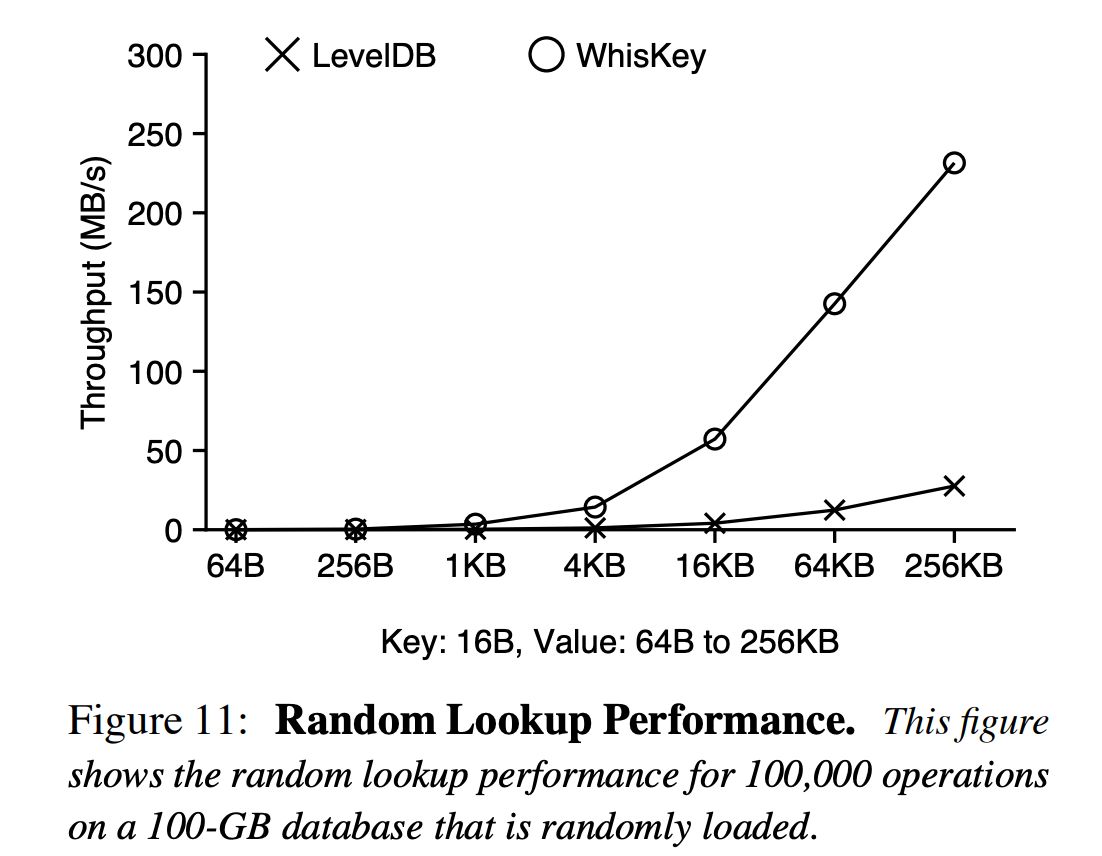 300
LevelDB
WhisKey
250
200
150
100
50
0
Throughput (MB/s)
64B 256B 1KB 4KB 16KB 64KB 256KB
Key: 16B, Value: 64B to 256KB
Figure 11: Random Lookup Performance. This figure
shows the random lookup performance for 100,000 operations
on a 100-GB database that is randomly loaded.